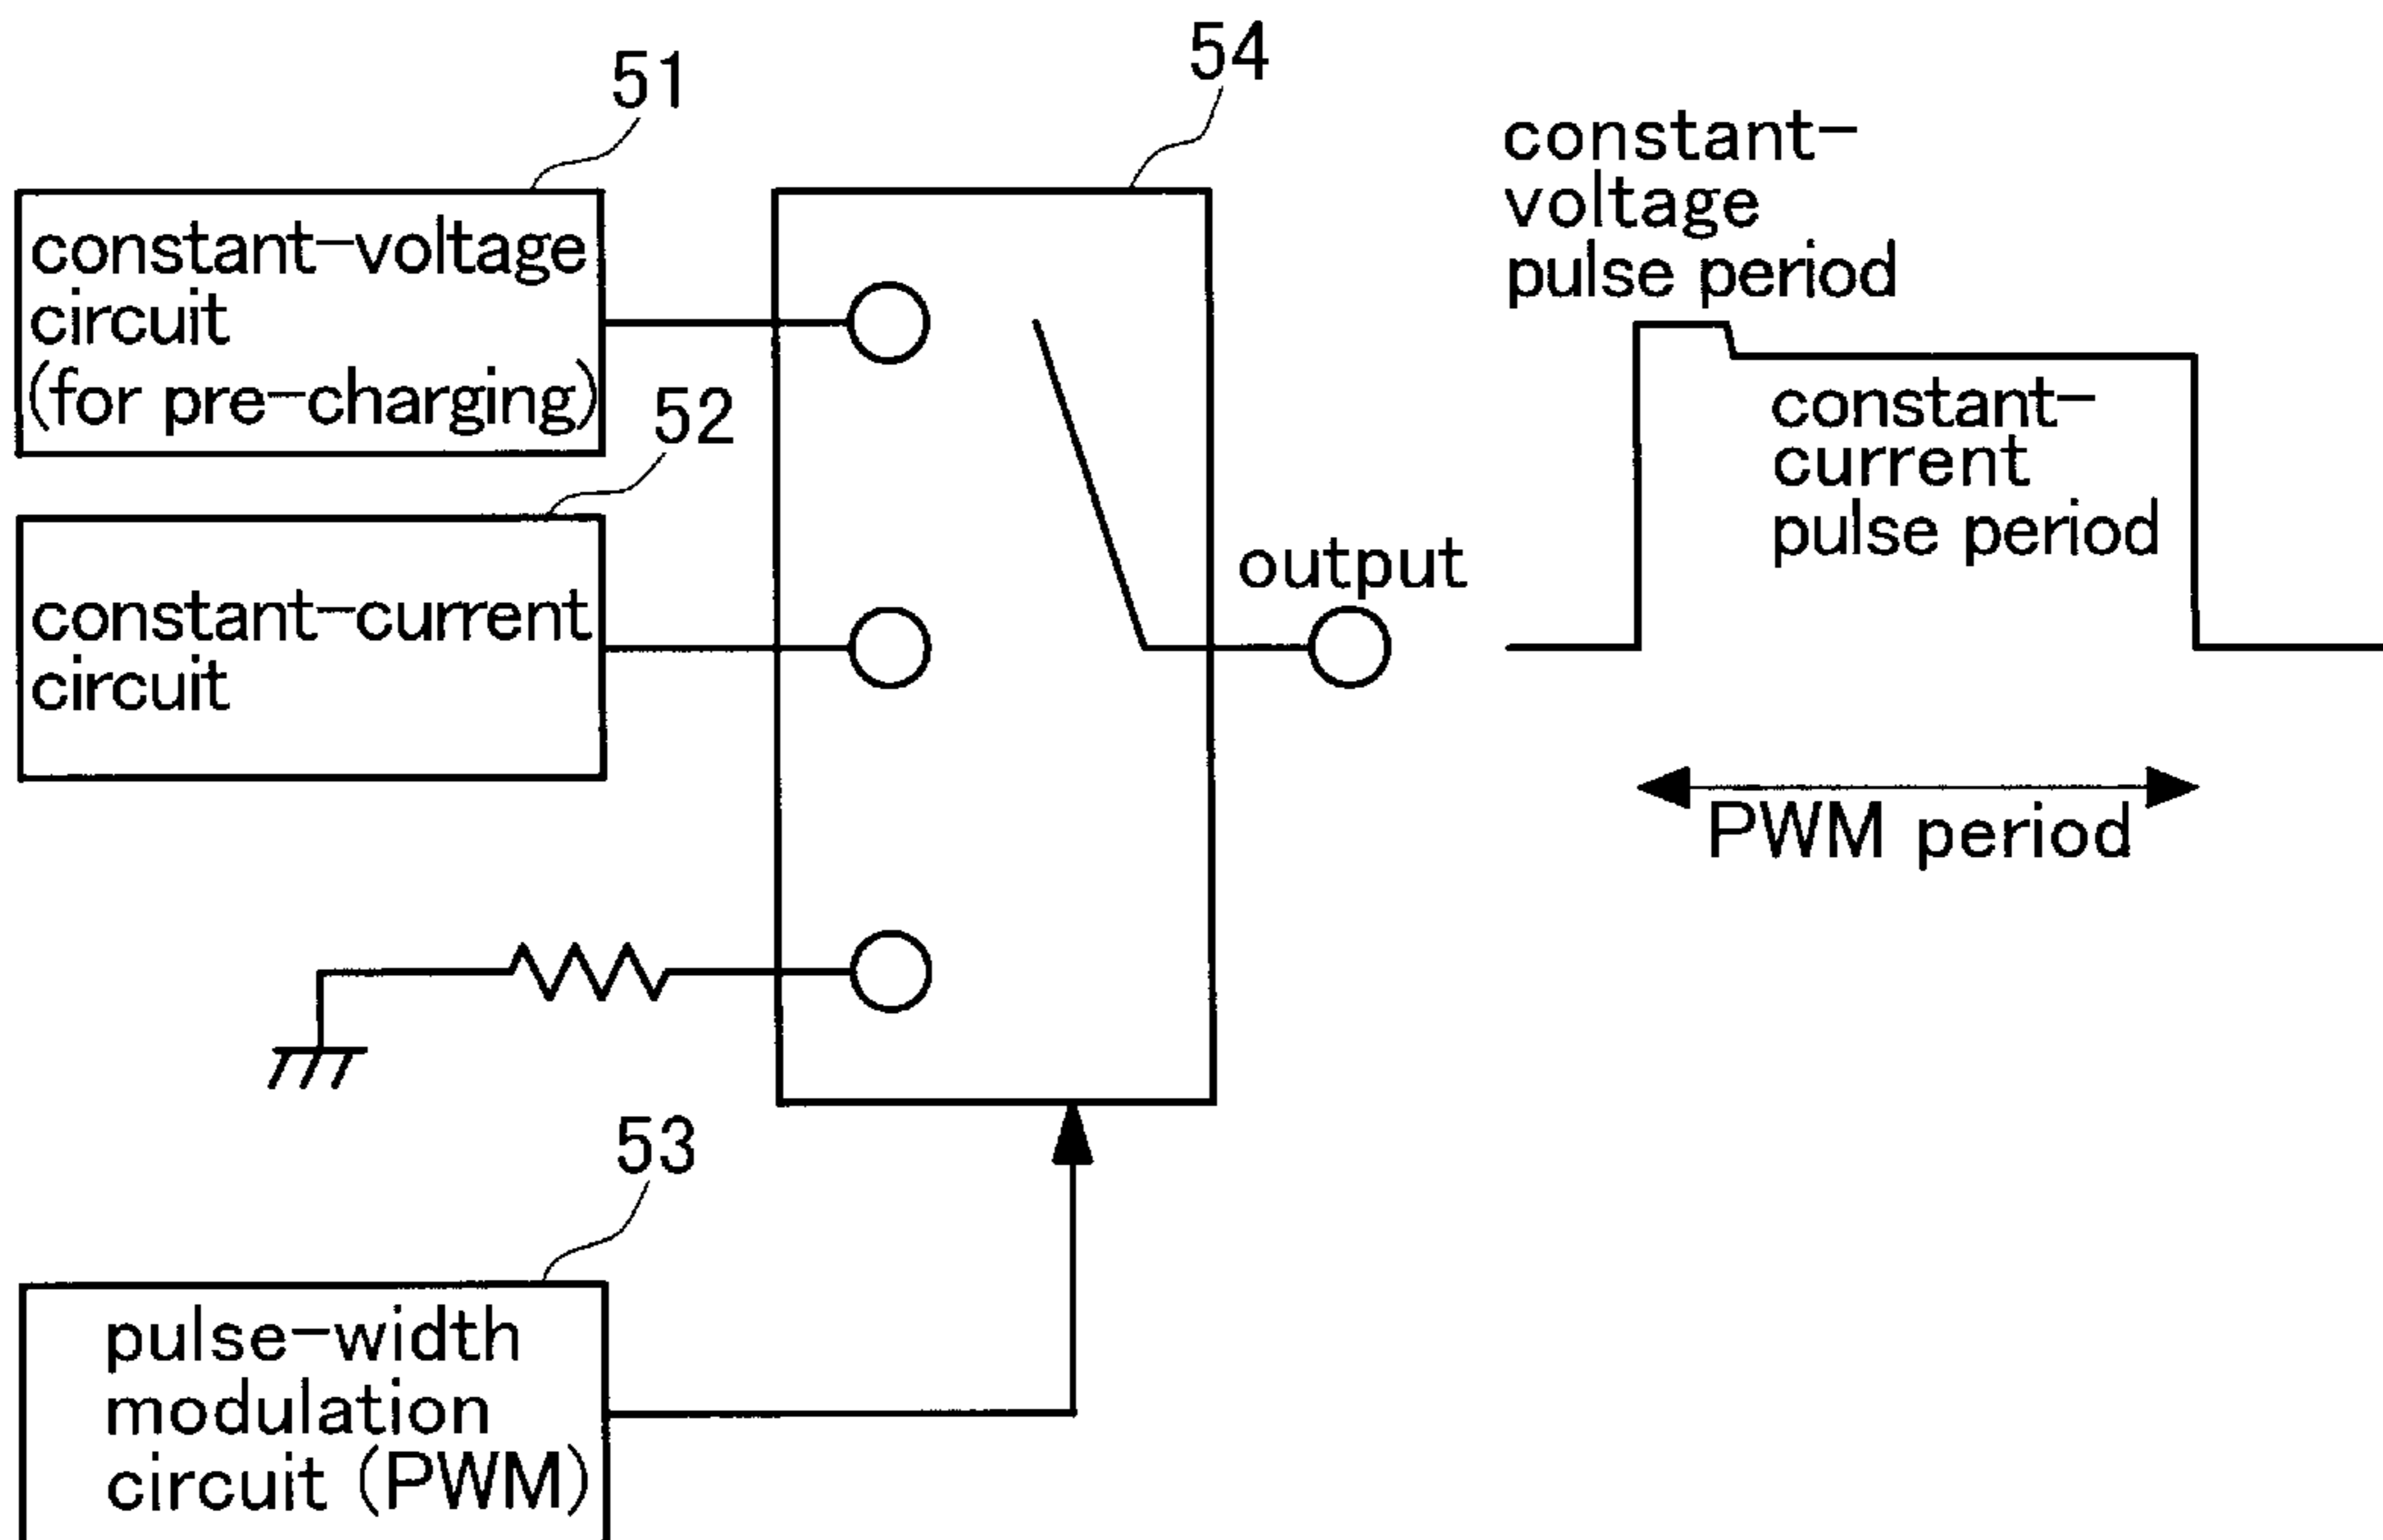 51
54
constant-voltage
circuit
(for pre-charging)
constant-
voltage
pulse period
52
constant-current
circuit
output
constant-
current
pulse period
PWM period
53
pulse-width
modulation
circuit (PWM)